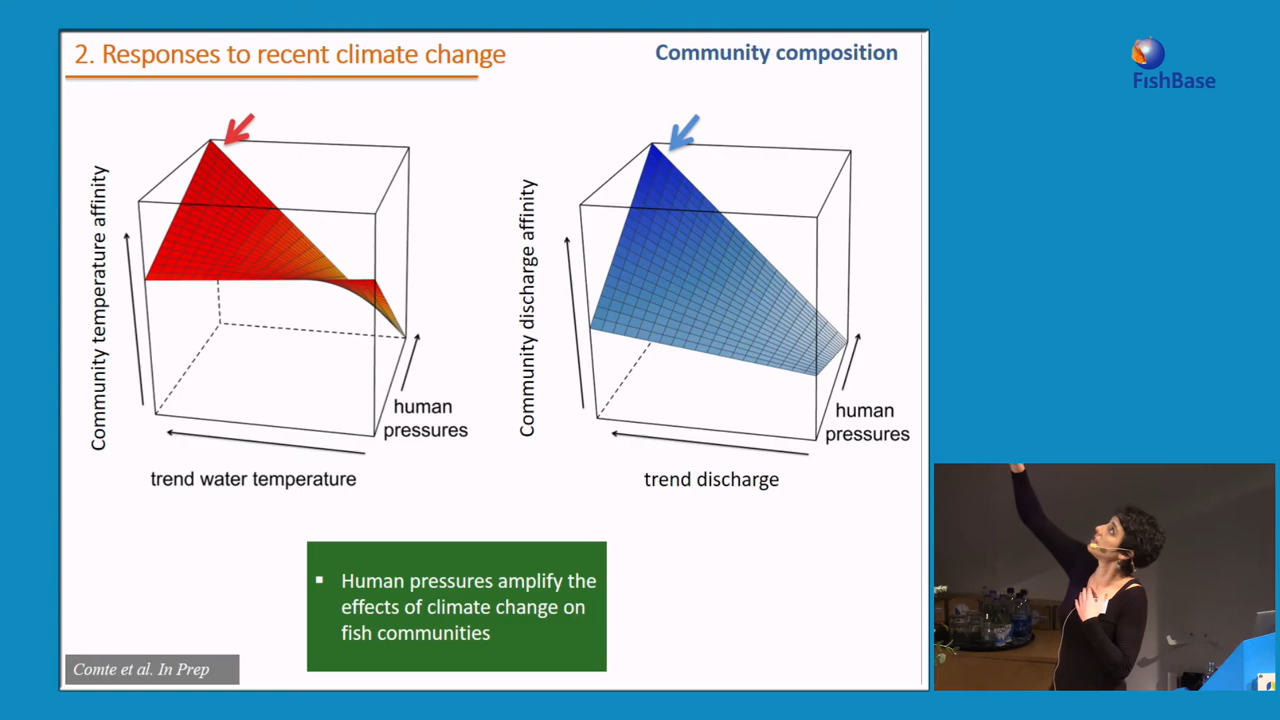 2. Responses to recent climate change
Community composition
FishBase
Community temperature affinity
human
pressures
trend water temperature
Community discharge affinity
human
pressures
trend discharge
▪ Human pressures amplify the
effects of climate change on
fish communities
Comte et al. In Prep